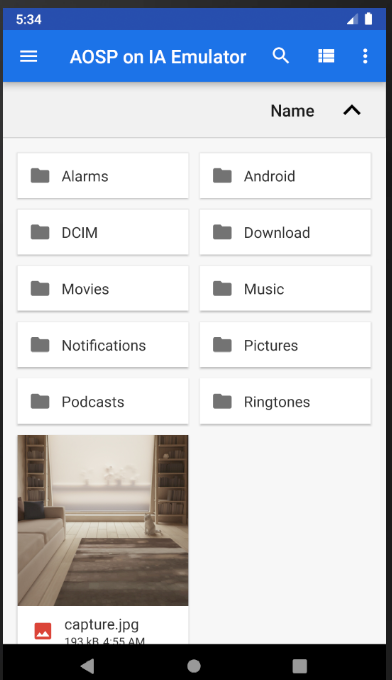 5:34
AOSP on IA Emulator
Name
Alarms
Android
DCIM
Download
Movies
Music
Notifications
Pictures
Podcasts
Ringtones
capture.jpg
193 kB 4:55 AM